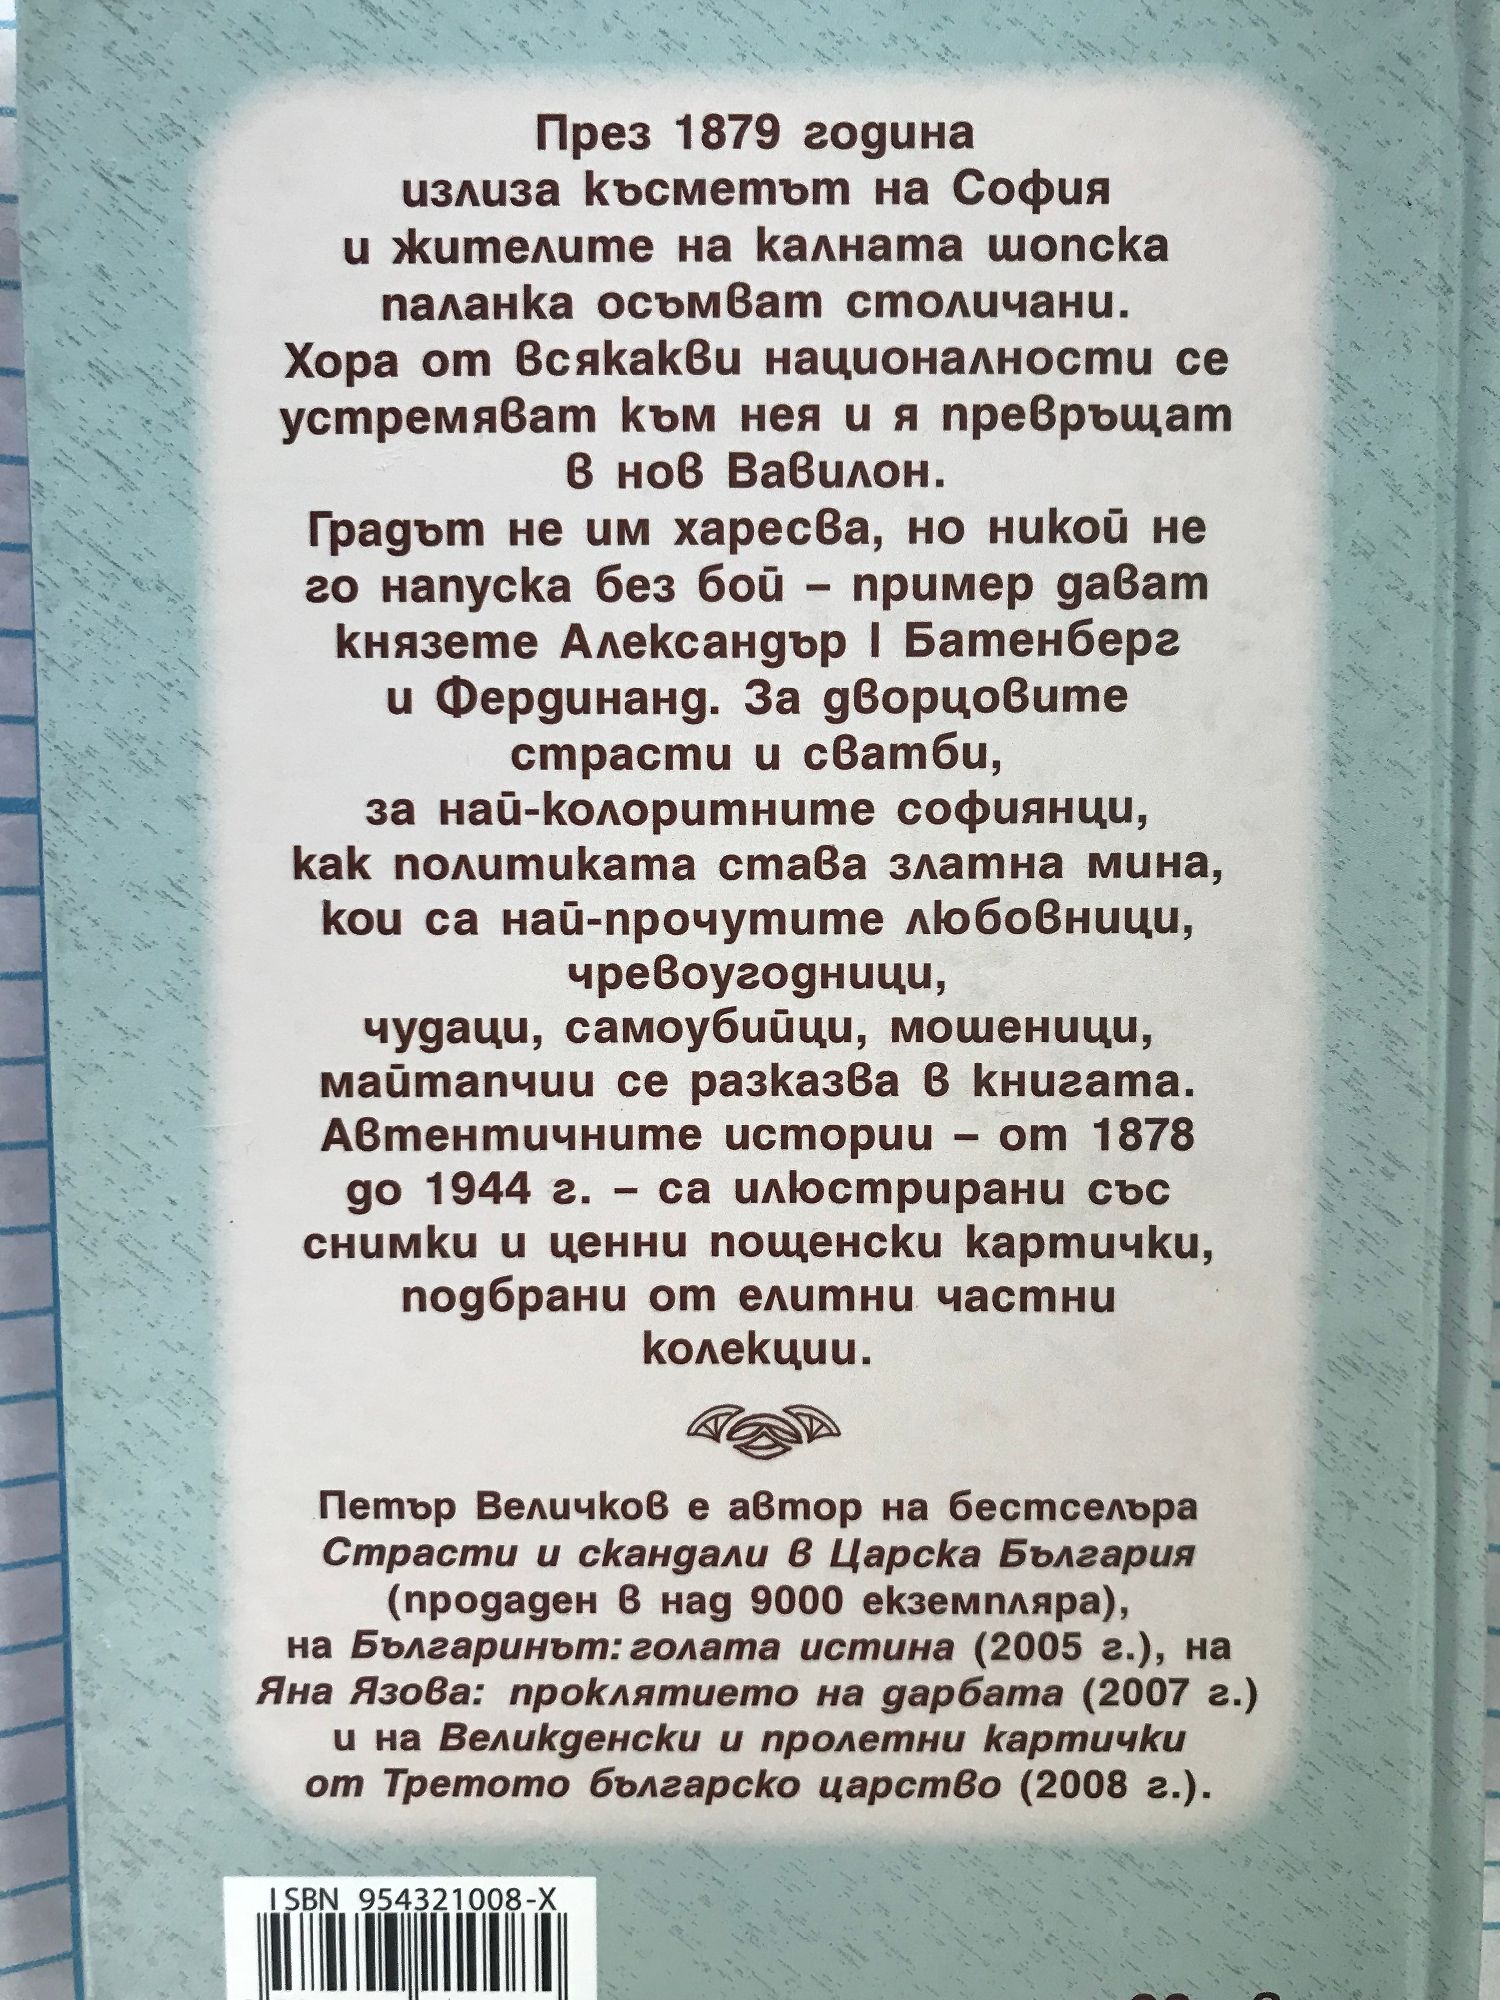 През 1879 година
излиза късметът на София
и жителите на калната шопска
паланка осъмват столичани.
Хора от всякакви националности се
устремяват към нея и я превръщат
в нов Вавилон.
Градът не им харесва, но никой не
го напуска без бой – пример дават
князете Александър I Батенберг
и Фердинанд. За дворцовите
страсти и сватби,
за най-колоритните софиянци,
как политиката става златна мина,
кои са най-прочутите любовници,
чревоугодници,
чудаци, самоубийци, мошеници,
майтапчии се разказва в книгата.
Автентичните истории – от 1878
до 1944 г. – са илюстрирани със
снимки и ценни пощенски картички,
подбрани от елитни частни
колекции.
Петър Величков е автор на бестселъра
Страсти и скандали в Царска България
(продаден в над 9000 екземпляра),
на Българинът: голата истина (2005 г.), на
Яна Язова: проклятието на дарбата (2007 г.)
и на Великденски и пролетни картички
от Третото българско царство (2008 г.).
ISBN 954321008-X